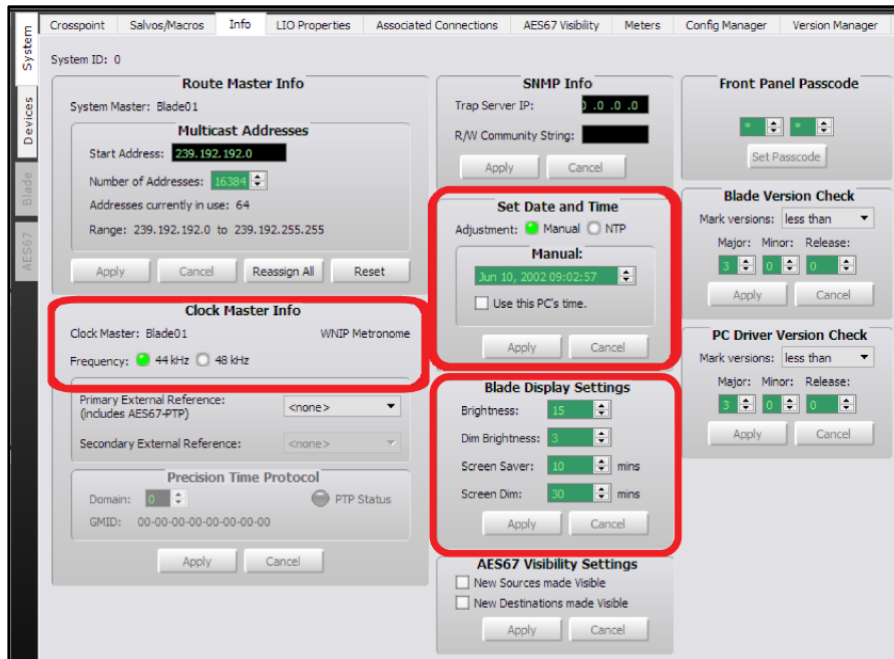 Crosspoint Salvos/Macros Info LIO Properties Associated Connections AES67 Visibility Meters Config Manager Version Manager
System
Devices
Blade
AES67
System ID: 0
Route Master Info
System Master: Blade01
Multicast Addresses
Start Address: 239.192.192.0
Number of Addresses: 16384
Addresses currently in use: 64
Range: 239.192.192.0 to 239.192.255.255
Apply Cancel Reassign All Reset
Clock Master Info
Clock Master: Blade01 WNIP Metronome
Frequency: 44 kHz 48 kHz
Primary External Reference:
(includes AES67-PTP) <none>
Secondary External Reference: <none>
Precision Time Protocol
Domain: 0 PTP Status
GMID: 00-00-00-00-00-00-00-00
Apply Cancel
SNMP Info
Trap Server IP: 0 .0 .0 .0
R/W Community String:
Apply Cancel
Set Date and Time
Adjustment: Manual NTP
Manual:
Jun 10, 2002 09:02:57
Use this PC's time.
Apply Cancel
Blade Display Settings
Brightness: 15
Dim Brightness: 3
Screen Saver: 10 mins
Screen Dim: 30 mins
Apply Cancel
AES67 Visibility Settings
New Sources made Visible
New Destinations made Visible
Apply Cancel
Front Panel Passcode
* *
Set Passcode
Blade Version Check
Mark versions: less than
Major: Minor: Release:
3 0 0
Apply Cancel
PC Driver Version Check
Mark versions: less than
Major: Minor: Release:
3 0 0
Apply Cancel